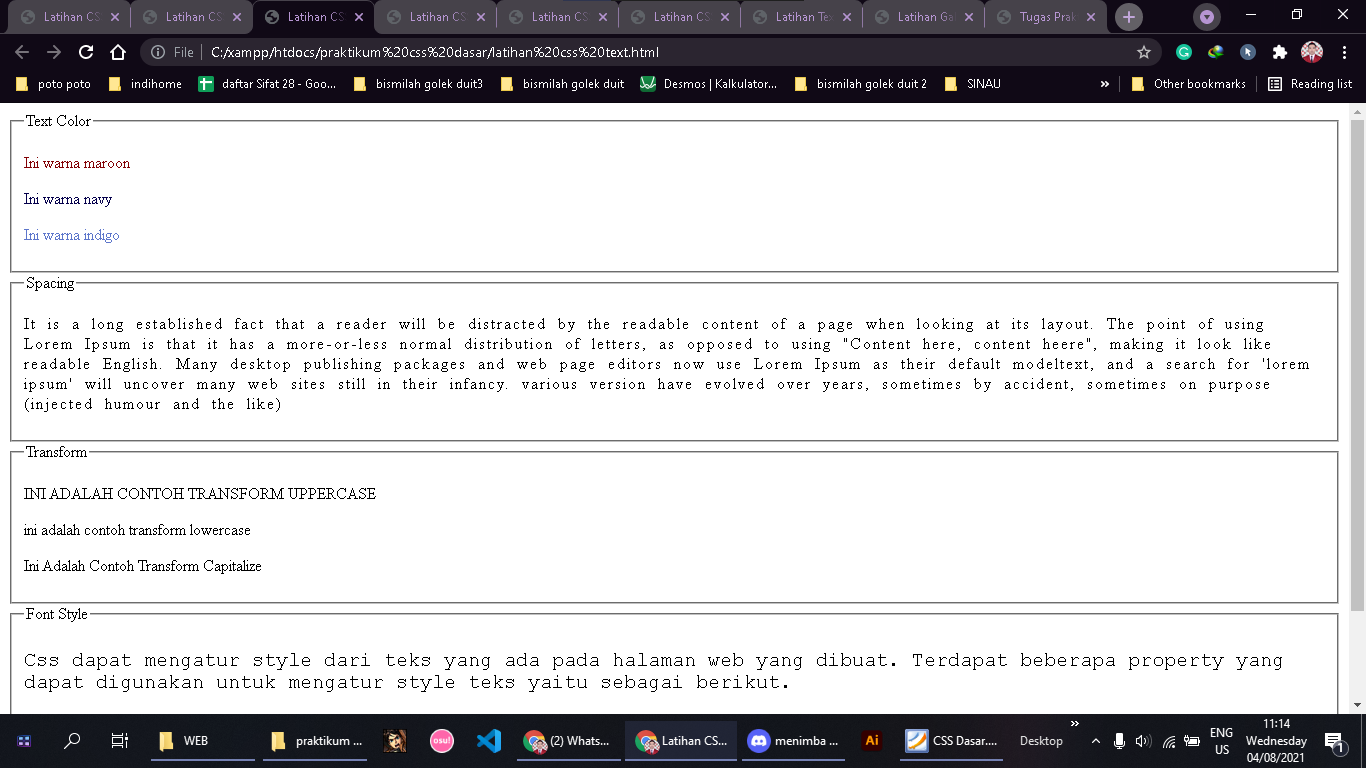 Latihan CS
Latihan CS
Latihan CS
Latihan CS
Latihan CS
Latihan CS
Latihan Tex
Latihan Ga
Tugas Prak
File
C:/xampp/htdocs/praktikum%20css%20dasar/latihan%20css%20text.html
poto poto
indihome
daftar Sifat 28 - Goo...
bismilah golek duit3
bismilah golek duit
Desmos | Kalkulator...
bismilah golek duit 2
SINAU
»
Other bookmarks
Reading list
Text Color
Ini warna maroon
Ini warna navy
Ini warna indigo
Spacing
It is a long established fact that a reader will be distracted by the readable content of a page when looking at its layout. The point of using
Lorem Ipsum is that it has a more-or-less normal distribution of letters, as opposed to using "Content here, content heere", making it look like
readable English. Many desktop publishing packages and web page editors now use Lorem Ipsum as their default modeltext, and a search for 'lorem
ipsum' will uncover many web sites still in their infancy. various version have evolved over years, sometimes by accident, sometimes on purpose
(injected humour and the like)
Transform
INI ADALAH CONTOH TRANSFORM UPPERCASE
ini adalah contoh transform lowercase
Ini Adalah Contoh Transform Capitalize
Font Style
Css dapat mengatur style dari teks yang ada pada halaman web yang dibuat. Terdapat beberapa property yang
dapat digunakan untuk mengatur style teks yaitu sebagai berikut.
WEB
praktikum ...
osu!
(2) Whats...
Latihan CS...
menimba ...
Ai
CSS Dasar....
Desktop
»
ENG
US
11:14
Wednesday
04/08/2021
1